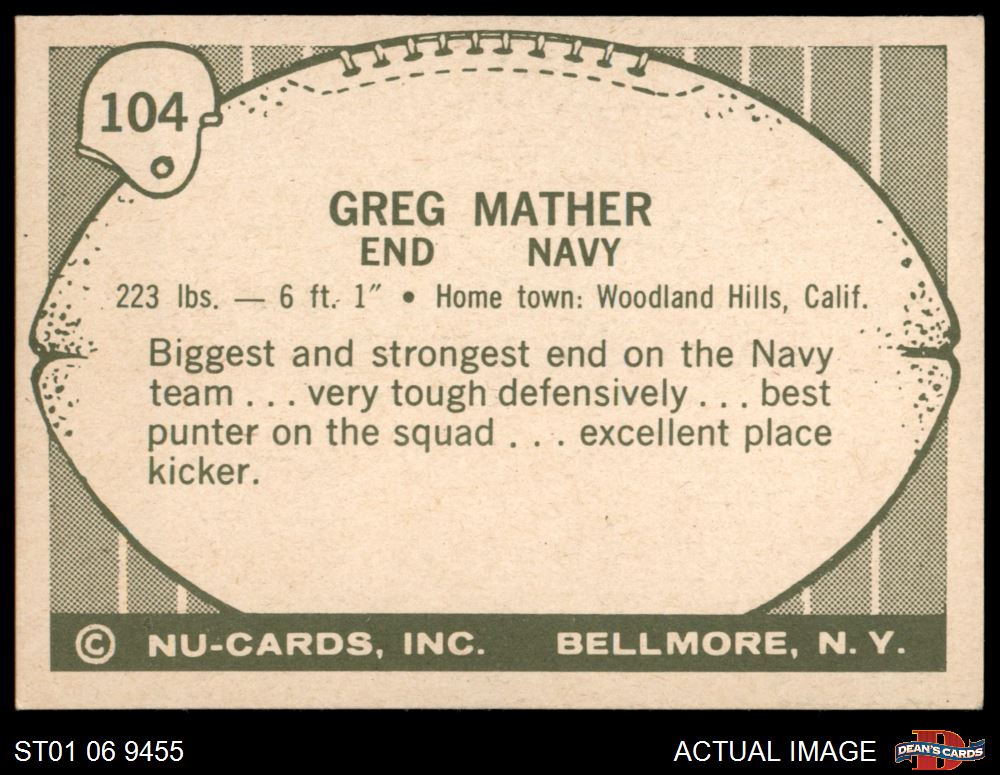 104
GREG MATHER
END NAVY
223 lbs. — 6 ft. 1″ • Home town: Woodland Hills, Calif.
Biggest and strongest end on the Navy
team . . . very tough defensively . . . best
punter on the squad . . . excellent place
kicker.
© NU-CARDS, INC. BELLMORE, N. Y.
ST01 06 9455 ACTUAL IMAGE DEAN'S CARDS